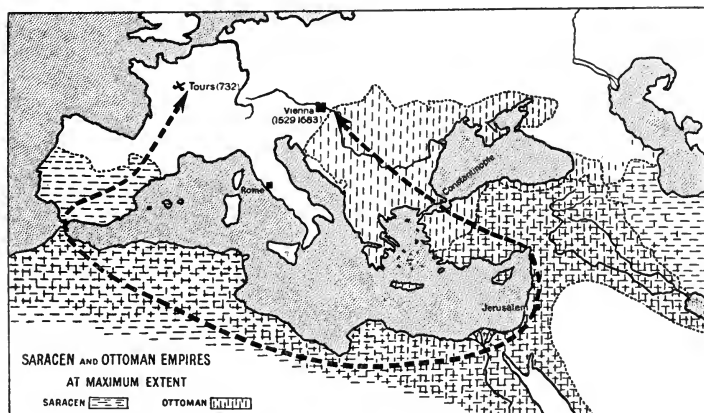 Tours(732)
Vienna
(1529 1683)
Constantinople
Rome
Jerusalem
SARACEN AND OTTOMAN EMPIRES
AT MAXIMUM EXTENT
SARACEN OTTOMAN